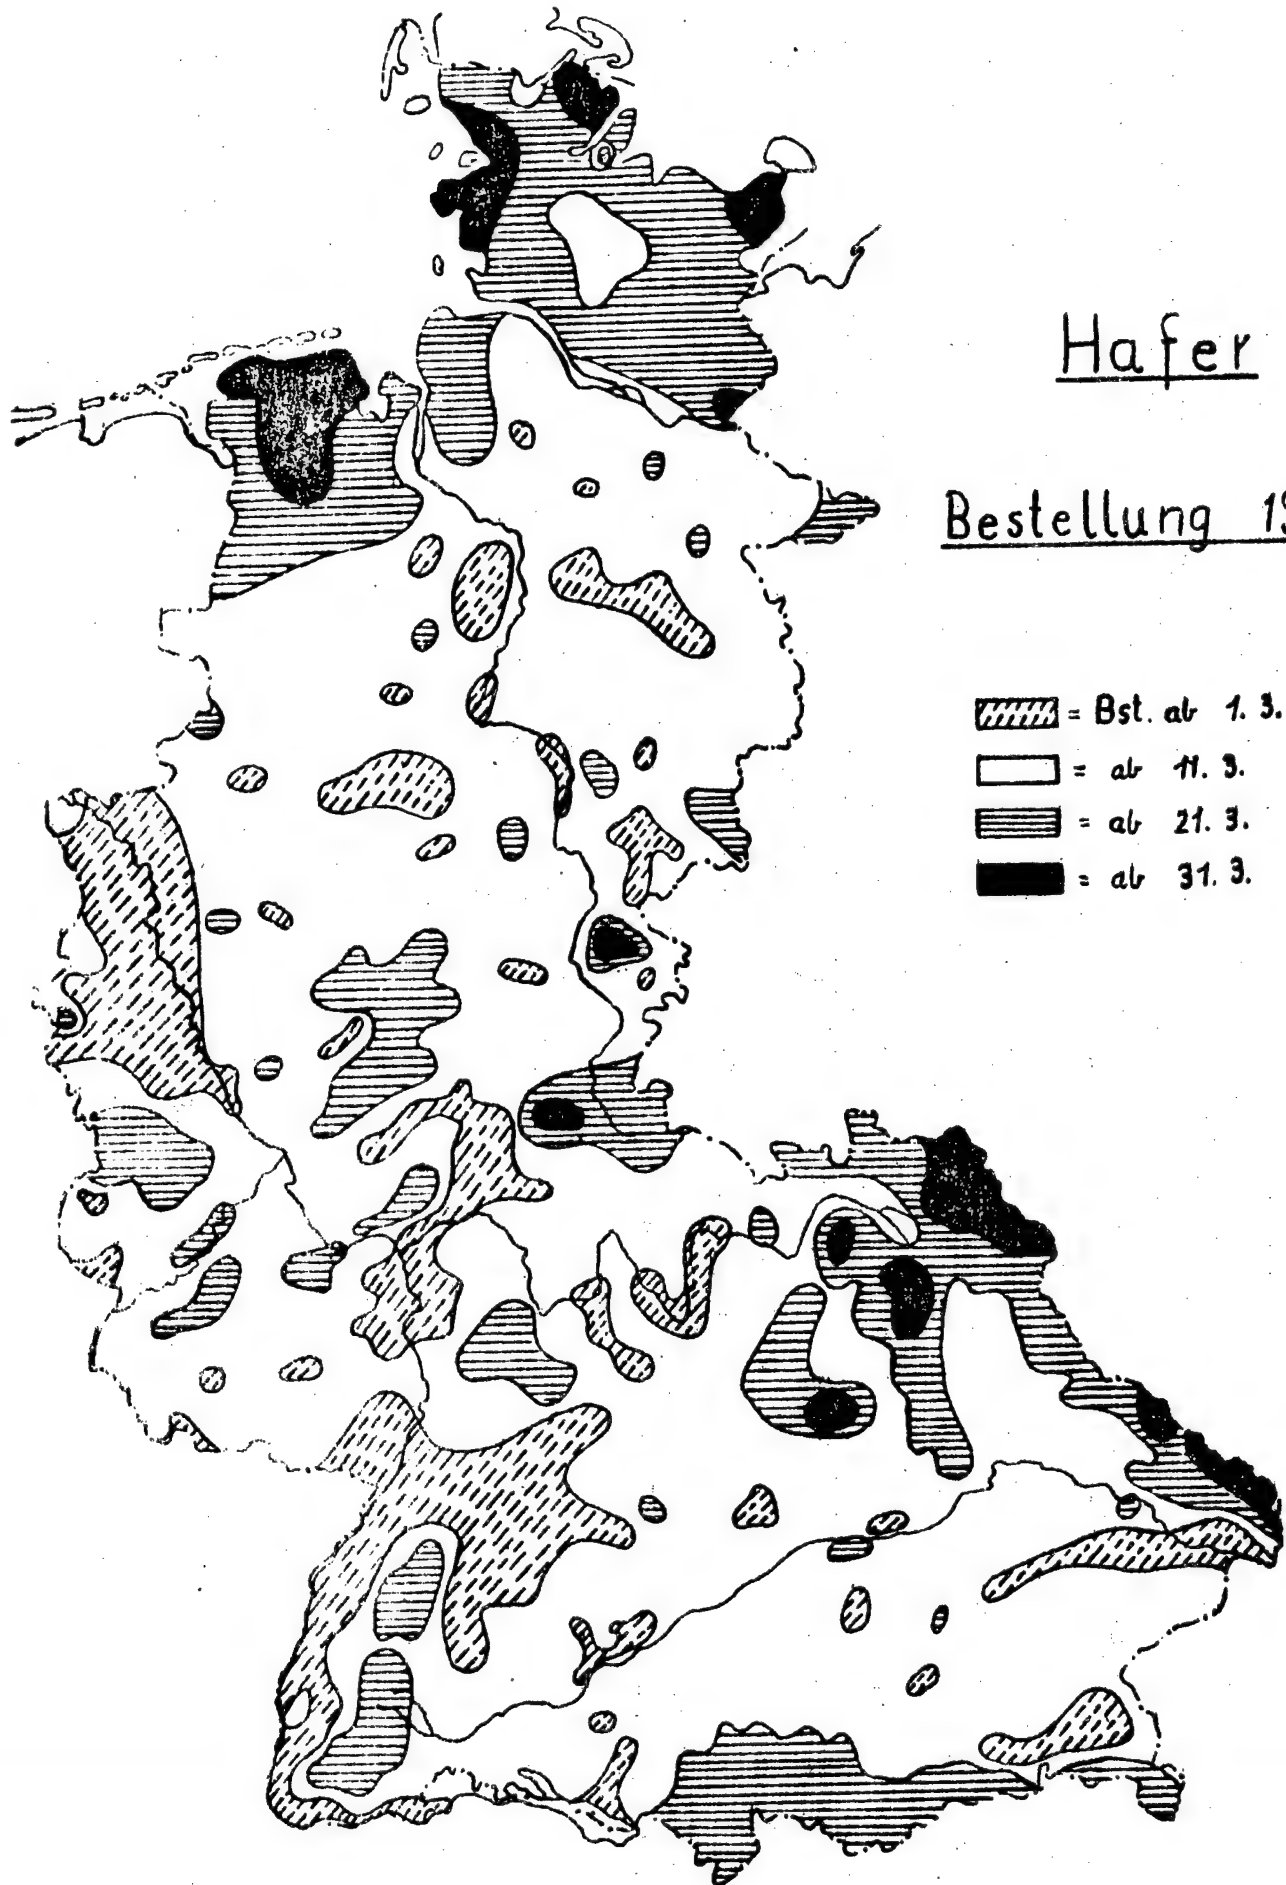 Hafer
Bestellung 19
= Bst. ab 1. 3.
= ab 11. 3.
= ab 21. 3.
= ab 31. 3.